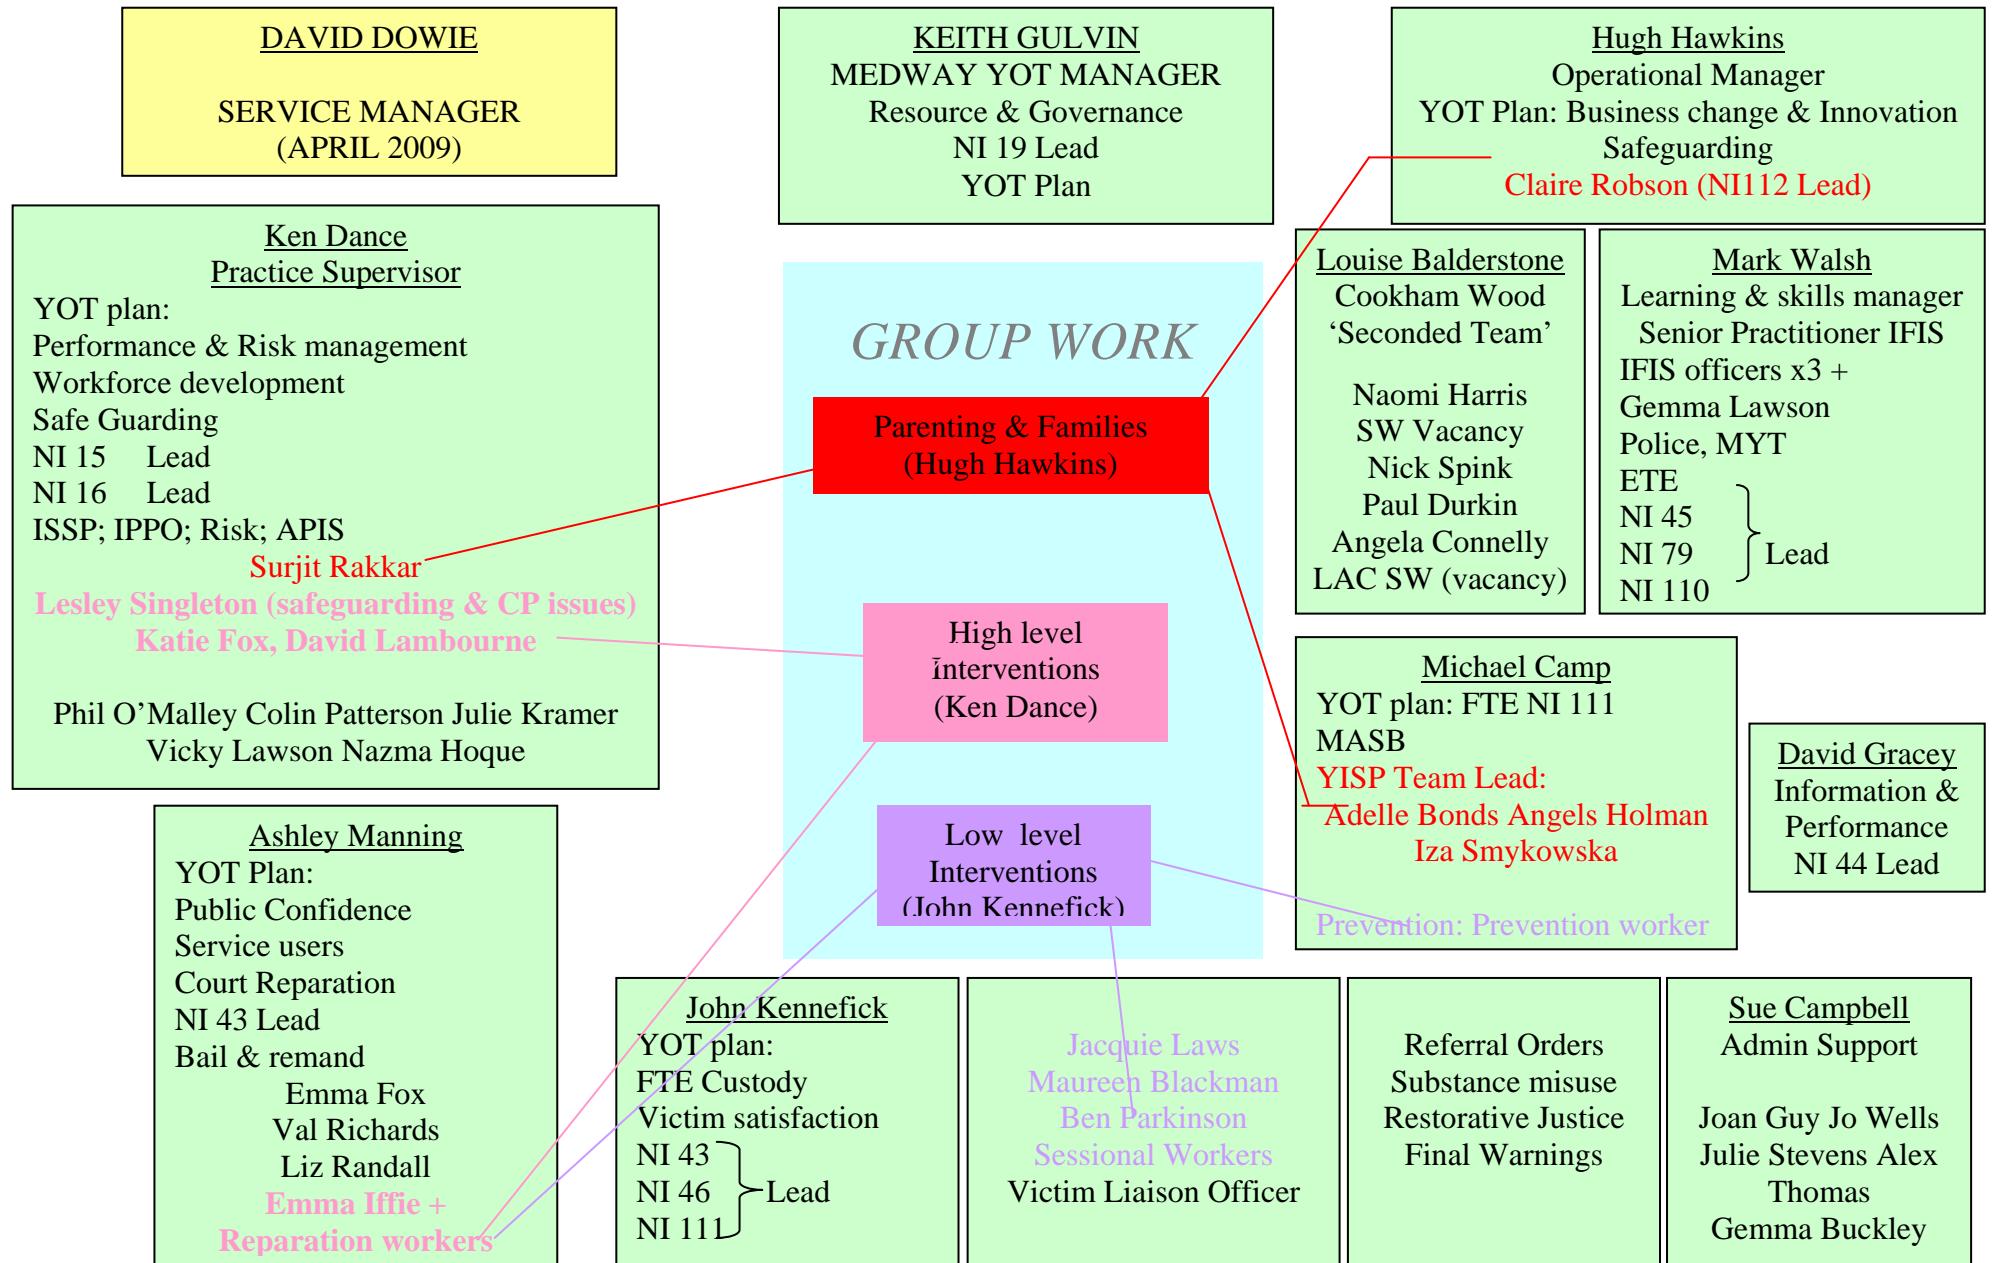 DAVID DOWIE
SERVICE MANAGER
(APRIL 2009)
KEITH GULVIN
MEDWAY YOT MANAGER
Resource & Governance
NI 19 Lead
YOT Plan
Hugh Hawkins
Operational Manager
YOT Plan: Business change & Innovation
Safeguarding
Claire Robson (NI112 Lead)
Ken Dance
Practice Supervisor
YOT plan:
Performance & Risk management
Workforce development
Safe Guarding
NI 15 Lead
NI 16 Lead
ISSP; IPPO; Risk; APIS
Surjit Rakkar
Lesley Singleton (safeguarding & CP issues)
Katie Fox, David Lambourne
Phil O’Malley Colin Patterson Julie Kramer
Vicky Lawson Nazma Hoque
GROUP WORK
Parenting & Families
(Hugh Hawkins)
High level
Interventions
(Ken Dance)
Low level
Interventions
(John Kennefick)
Louise Balderstone
Cookham Wood
‘Seconded Team’
Naomi Harris
SW Vacancy
Nick Spink
Paul Durkin
Angela Connelly
LAC SW (vacancy)
Mark Walsh
Learning & skills manager
Senior Practitioner IFIS
IFIS officers x3 +
Gemma Lawson
Police, MYT
ETE
NI 45
NI 79
Lead
NI 110
Michael Camp
YOT plan: FTE NI 111
MASB
YISP Team Lead:
Adelle Bonds Angels Holman
Iza Smykowska
Prevention: Prevention worker
David Gracey
Information &
Performance
NI 44 Lead
Ashley Manning
YOT Plan:
Public Confidence
Service users
Court Reparation
NI 43 Lead
Bail & remand
Emma Fox
Val Richards
Liz Randall
Emma Iffie +
Reparation workers
John Kennefick
YOT plan:
FTE Custody
Victim satisfaction
NI 43
NI 46
Lead
NI 111
Jacquie Laws
Maureen Blackman
Ben Parkinson
Sessional Workers
Victim Liaison Officer
Referral Orders
Substance misuse
Restorative Justice
Final Warnings
Sue Campbell
Admin Support
Joan Guy Jo Wells
Julie Stevens Alex
Thomas
Gemma Buckley